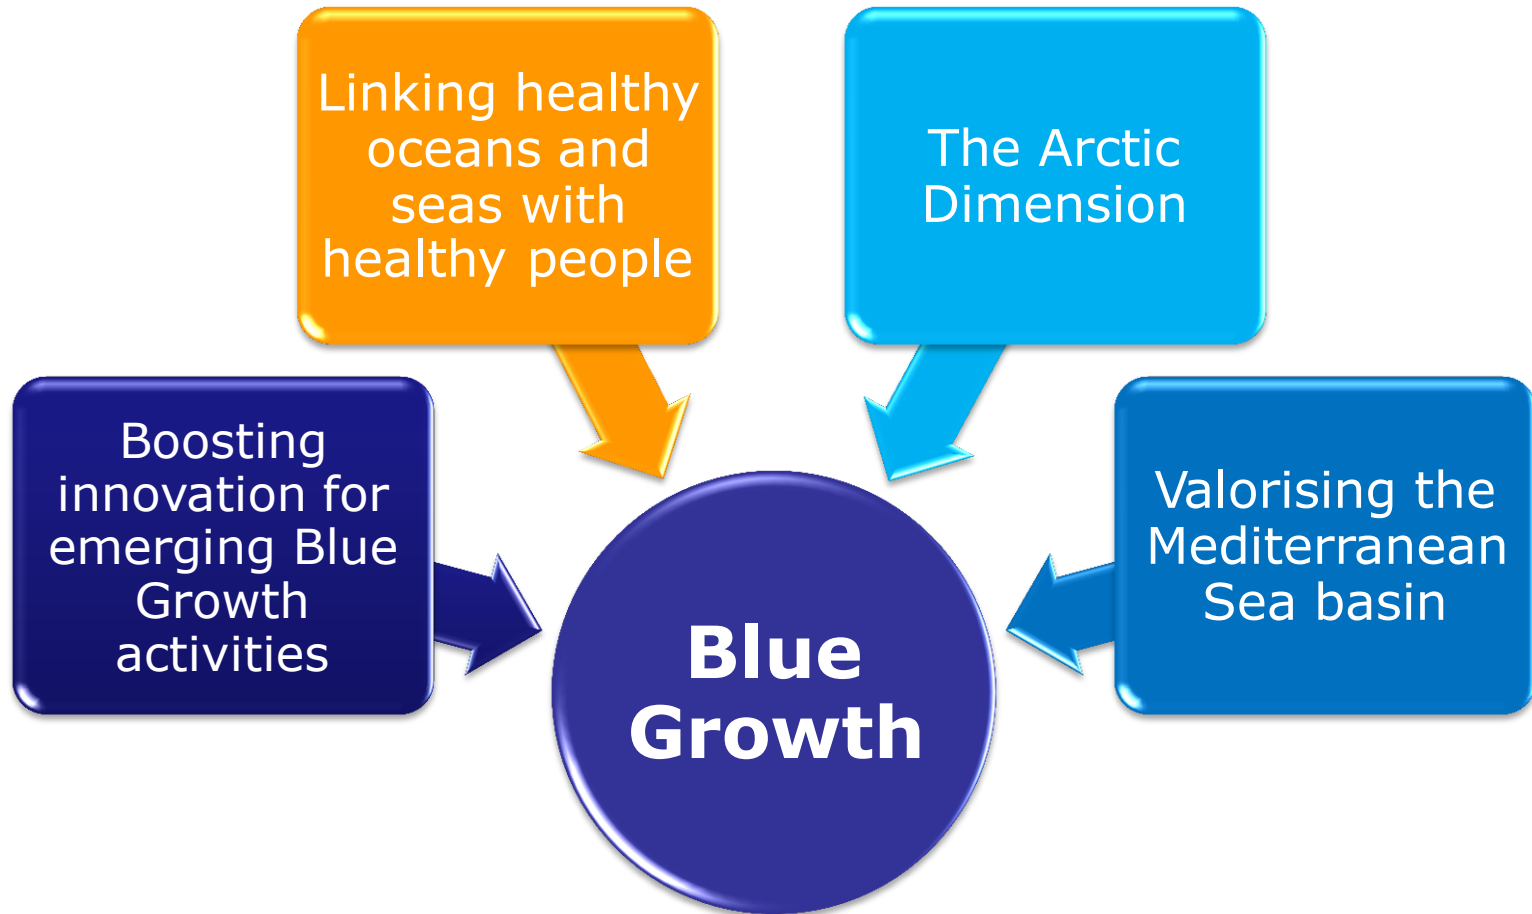 Linking healthy
oceans and
seas with
healthy people
The Arctic
Dimension
Boosting
innovation for
emerging Blue
Growth
activities
Valorising the
Mediterranean
Sea basin
Blue
Growth